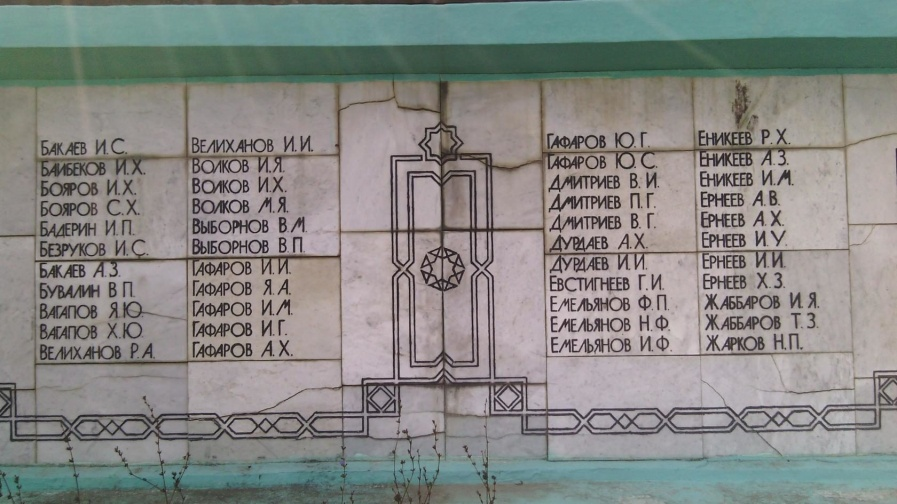 Бакаев И.С.
Баибеков И.Х.
Бояров И.Х.
Бояров С.Х.
Бадерин И.П.
Безруков И.С.
Бакаев А.З.
Бувалин В.П.
Вагапов Я.Ю.
Вагапов Х.Ю.
Велиханов Р.А.
Велиханов И.И.
Волков И.Я.
Волков И.Х.
Волков М.Я.
Выборнов В.М.
Выборнов В.П.
Гафаров И.И.
Гафаров Я.А.
Гафаров И.М.
Гафаров И.Г.
Гафаров А.Х.
Гафаров Ю.Г.
Гафаров Ю.С.
Дмитриев В.И.
Дмитриев П.Г.
Дмитриев В.Г.
Дурдаев А.Х.
Дурдаев И.И.
Евстигнеев Г.И.
Емельянов Ф.П.
Емельянов Н.Ф.
Емельянов И.Ф.
Еникеев Р.Х.
Еникеев А.З.
Еникеев И.М.
Ернеев А.В.
Ернеев А.Х.
Ернеев И.У.
Ернеев И.И.
Ернеев Х.З.
Жаббаров И.Я.
Жаббаров Т.З.
Жарков Н.П.